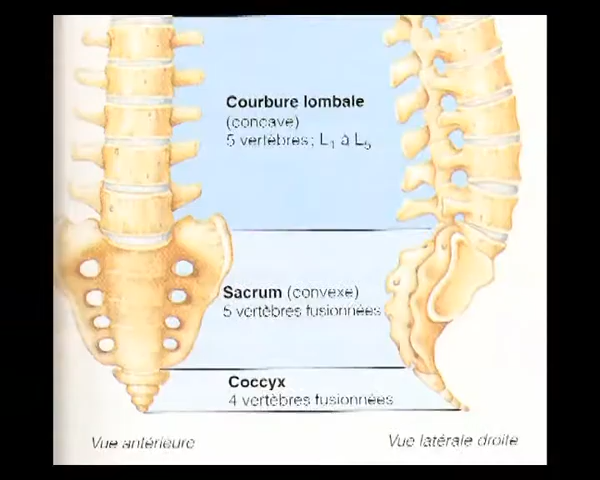 Courbure lombale
(concave)
5 vertèbres; L₁ à L₅
Sacrum (convexe)
5 vertèbres fusionnées
Coccyx
4 vertèbres fusionnées
Vue antérieure
Vue latérale droite